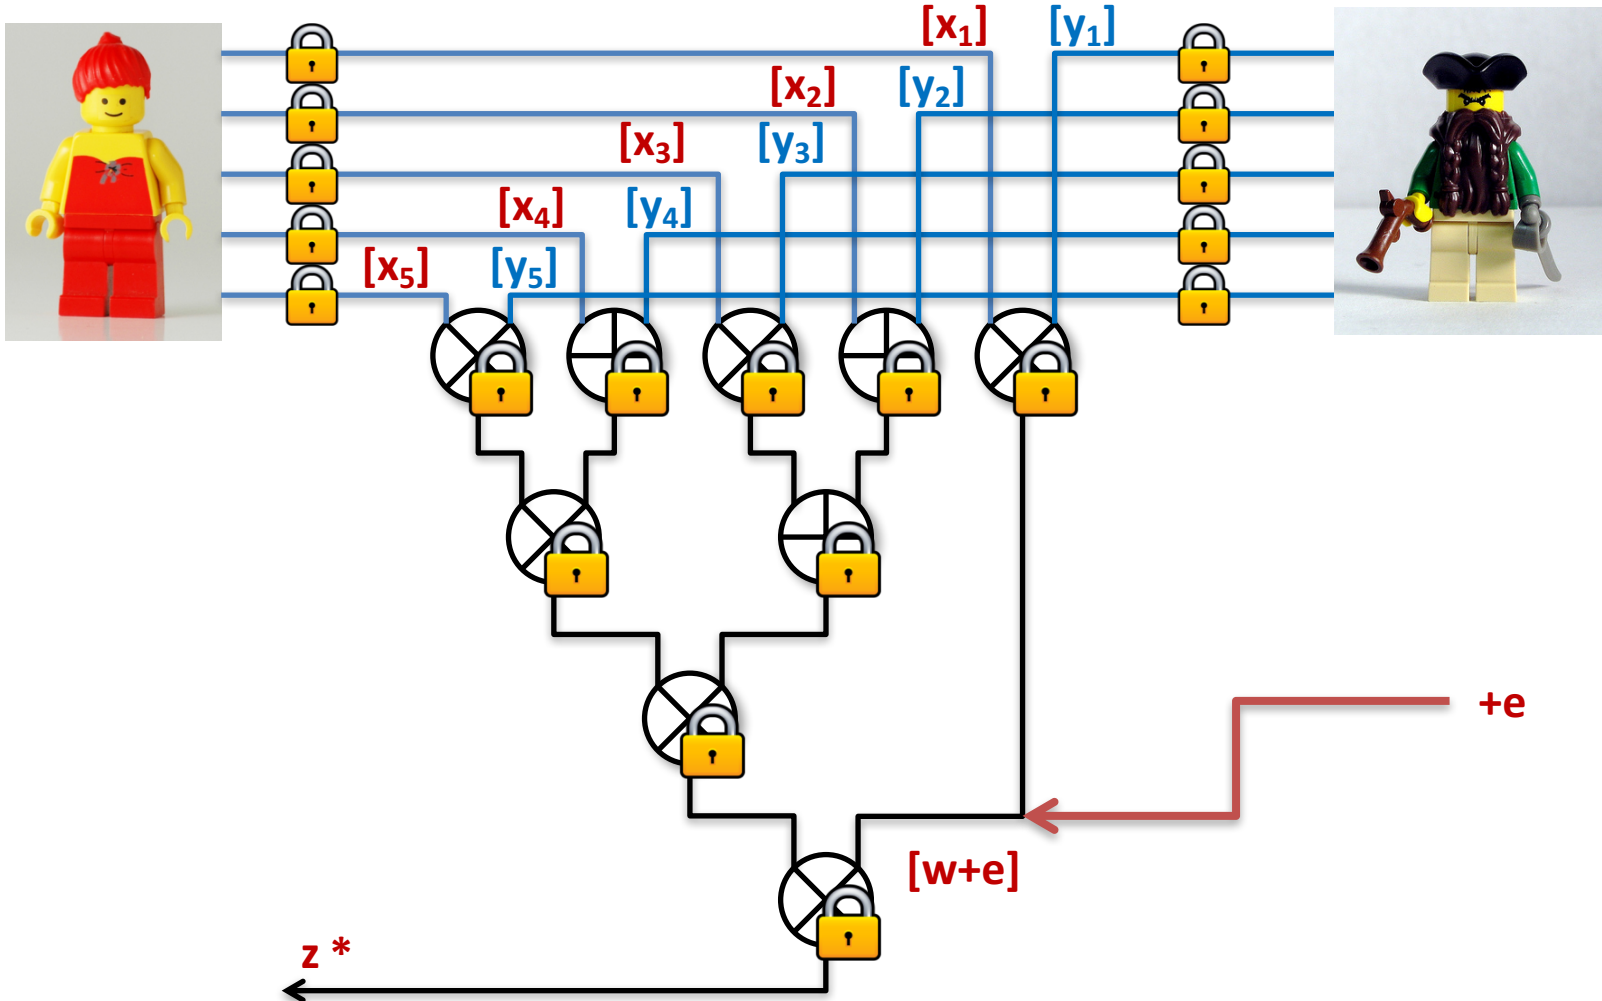 [x₁] [y₁]
[x₂] [y₂]
[x₃] [y₃]
[x₄] [y₄]
[x₅] [y₅]
+e
[w+e]
z *